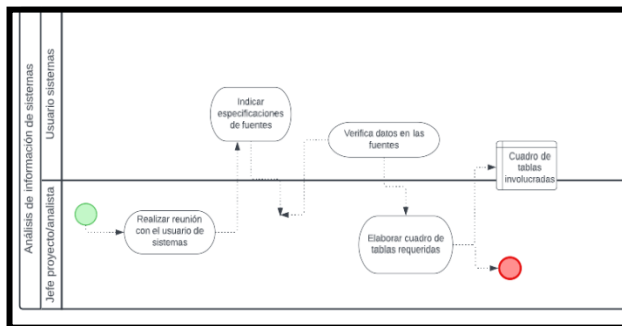 Análisis de información de sistemas
Usuario sistemas
Indicar
especificaciones
de fuentes
Verifica datos en las
fuentes
Cuadro de
tablas
involucradas
Jefe proyecto/analista
Realizar reunión
con el usuario de
sistemas
Elaborar cuadro de
tablas requeridas